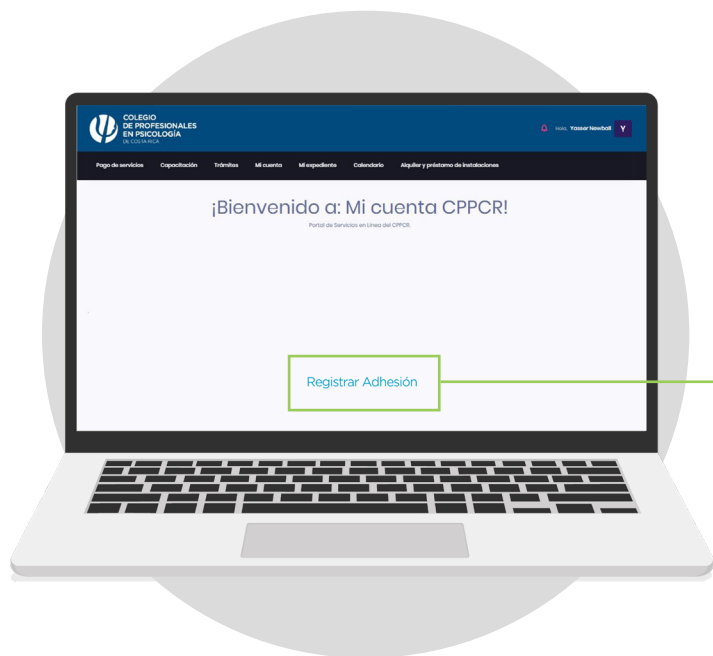 COLEGIO
DE PROFESIONALES
EN PSICOLOGÍA
DE COSTA RICA
Hola, Yasser Newball Y
Pago de servicios Capacitación Trámites Mi cuenta Mi expediente Calendario Alquiler y préstamo de instalaciones
¡Bienvenido a: Mi cuenta CPPCR!
Portal de Servicios en Línea del CPPCR
Registrar Adhesión